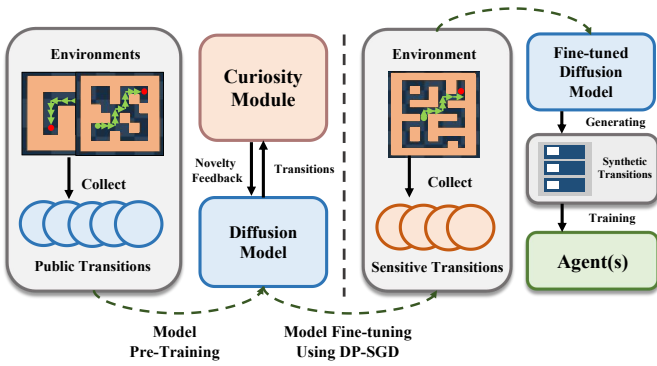 Environments
Collect
Public Transitions
Curiosity
Module
Novelty
Feedback
Transitions
Diffusion
Model
Model
Pre-Training
Model Fine-tuning
Using DP-SGD
Environment
Collect
Sensitive Transitions
Fine-tuned
Diffusion
Model
Generating
Synthetic
Transitions
Training
Agent(s)